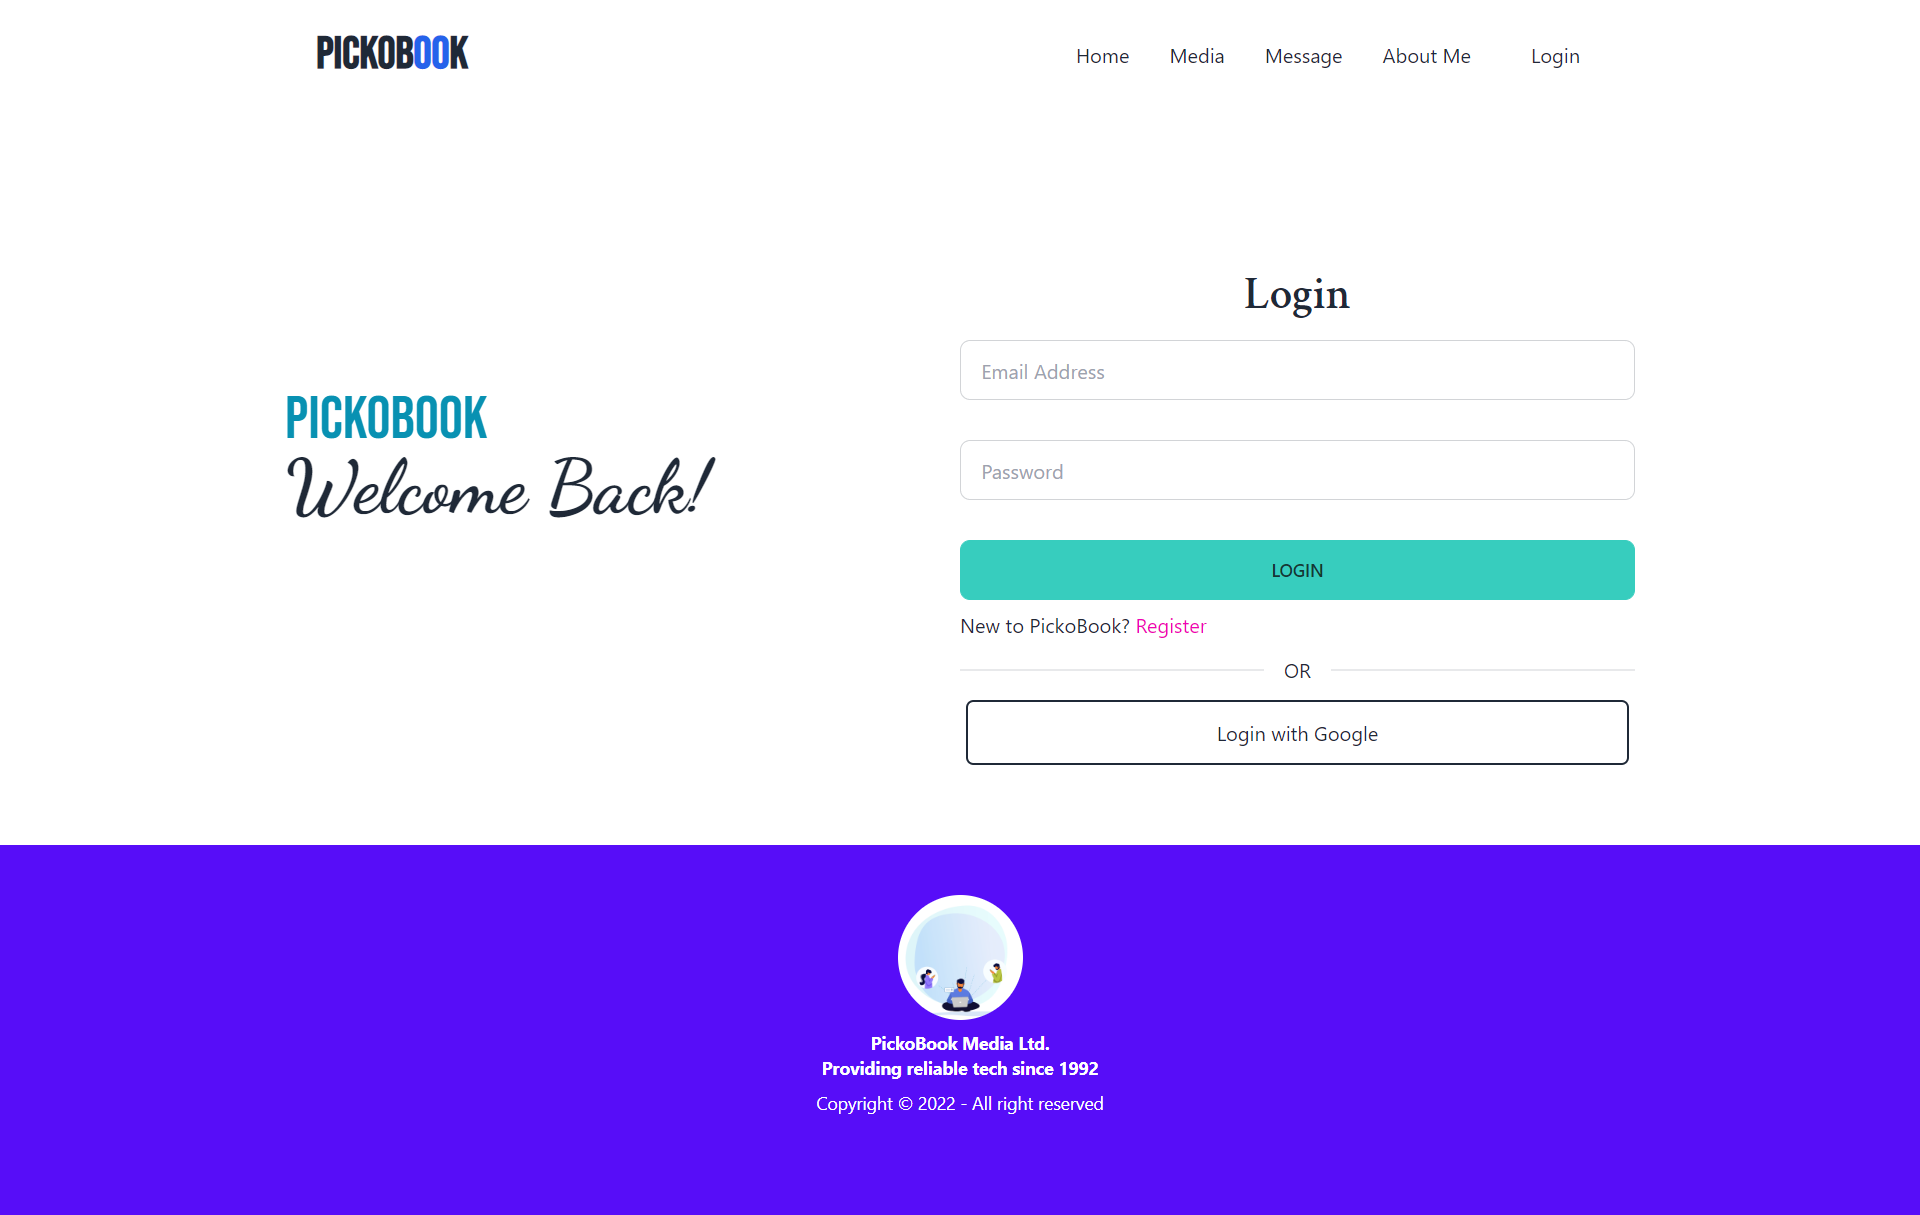 PICKOBOOK
Home Media Message About Me Login
PICKOBOOK
Welcome Back!
Login
Email Address
Password
LOGIN
New to PickoBook? Register
OR
Login with Google
PickoBook Media Ltd.
Providing reliable tech since 1992
Copyright © 2022 - All right reserved